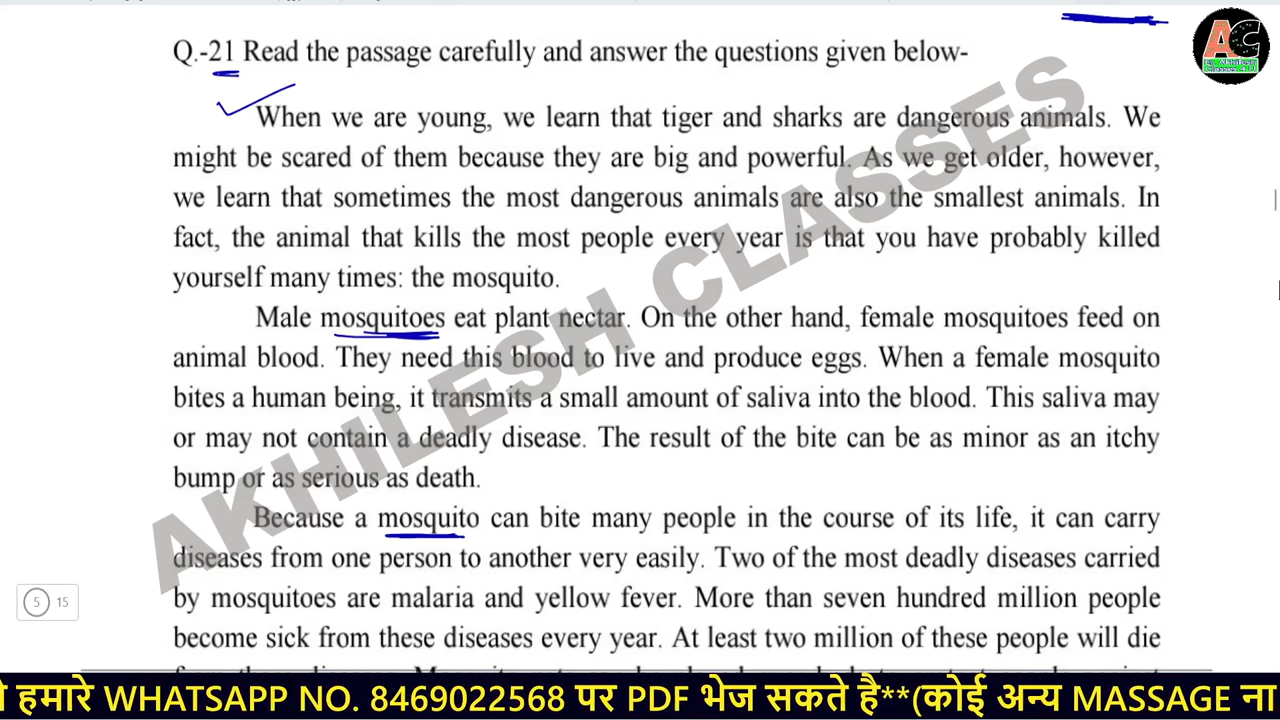 Q.-21 Read the passage carefully and answer the questions given below-
When we are young, we learn that tiger and sharks are dangerous animals. We
might be scared of them because they are big and powerful. As we get older, however,
we learn that sometimes the most dangerous animals are also the smallest animals. In
fact, the animal that kills the most people every year is that you have probably killed
yourself many times: the mosquito.
Male mosquitoes eat plant nectar. On the other hand, female mosquitoes feed on
animal blood. They need this blood to live and produce eggs. When a female mosquito
bites a human being, it transmits a small amount of saliva into the blood. This saliva may
or may not contain a deadly disease. The result of the bite can be as minor as an itchy
bump or as serious as death.
Because a mosquito can bite many people in the course of its life, it can carry
diseases from one person to another very easily. Two of the most deadly diseases carried
by mosquitoes are malaria and yellow fever. More than seven hundred million people
become sick from these diseases every year. At least two million of these people will die
AKHILESH CLASSES
AC
5 15
हमारे WHATSAPP NO. 8469022568 पर PDF भेज सकते है**(कोई अन्य MASSAGE ना